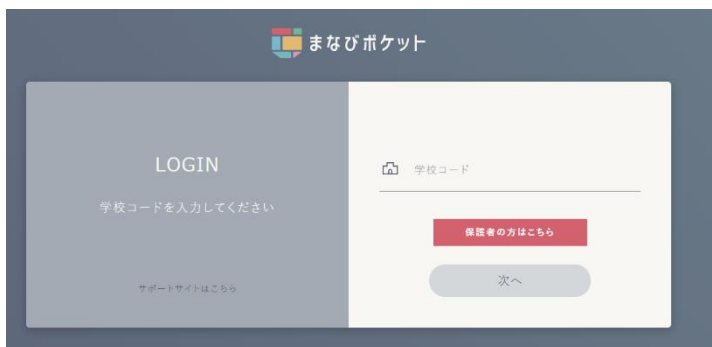 まなびポケット
LOGIN
学校コードを入力してください
サポートサイトはこちら
学校コード
保護者の方はこちら
次へ